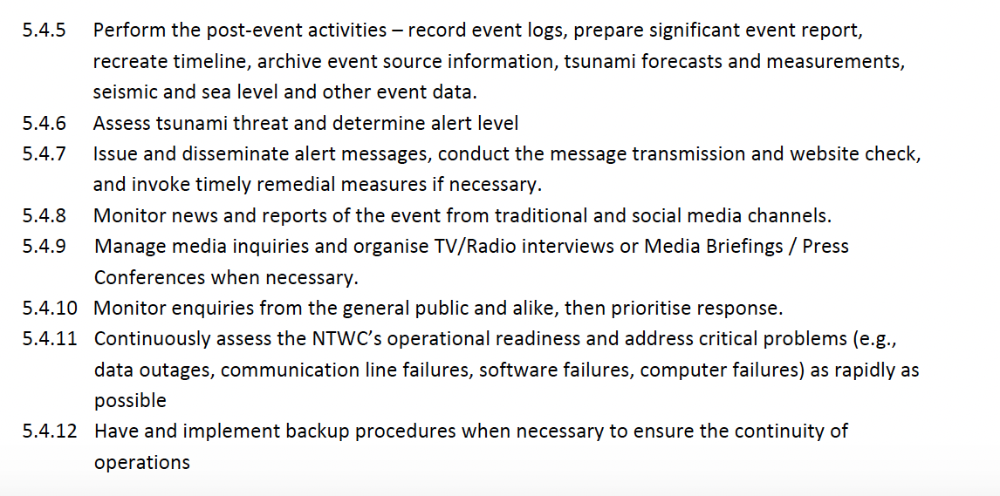 5.4.5 Perform the post-event activities – record event logs, prepare significant event report,
recreate timeline, archive event source information, tsunami forecasts and measurements,
seismic and sea level and other event data.
5.4.6 Assess tsunami threat and determine alert level
5.4.7 Issue and disseminate alert messages, conduct the message transmission and website check,
and invoke timely remedial measures if necessary.
5.4.8 Monitor news and reports of the event from traditional and social media channels.
5.4.9 Manage media inquiries and organise TV/Radio interviews or Media Briefings / Press
Conferences when necessary.
5.4.10 Monitor enquiries from the general public and alike, then prioritise response.
5.4.11 Continuously assess the NTWC’s operational readiness and address critical problems (e.g.,
data outages, communication line failures, software failures, computer failures) as rapidly as
possible
5.4.12 Have and implement backup procedures when necessary to ensure the continuity of
operations